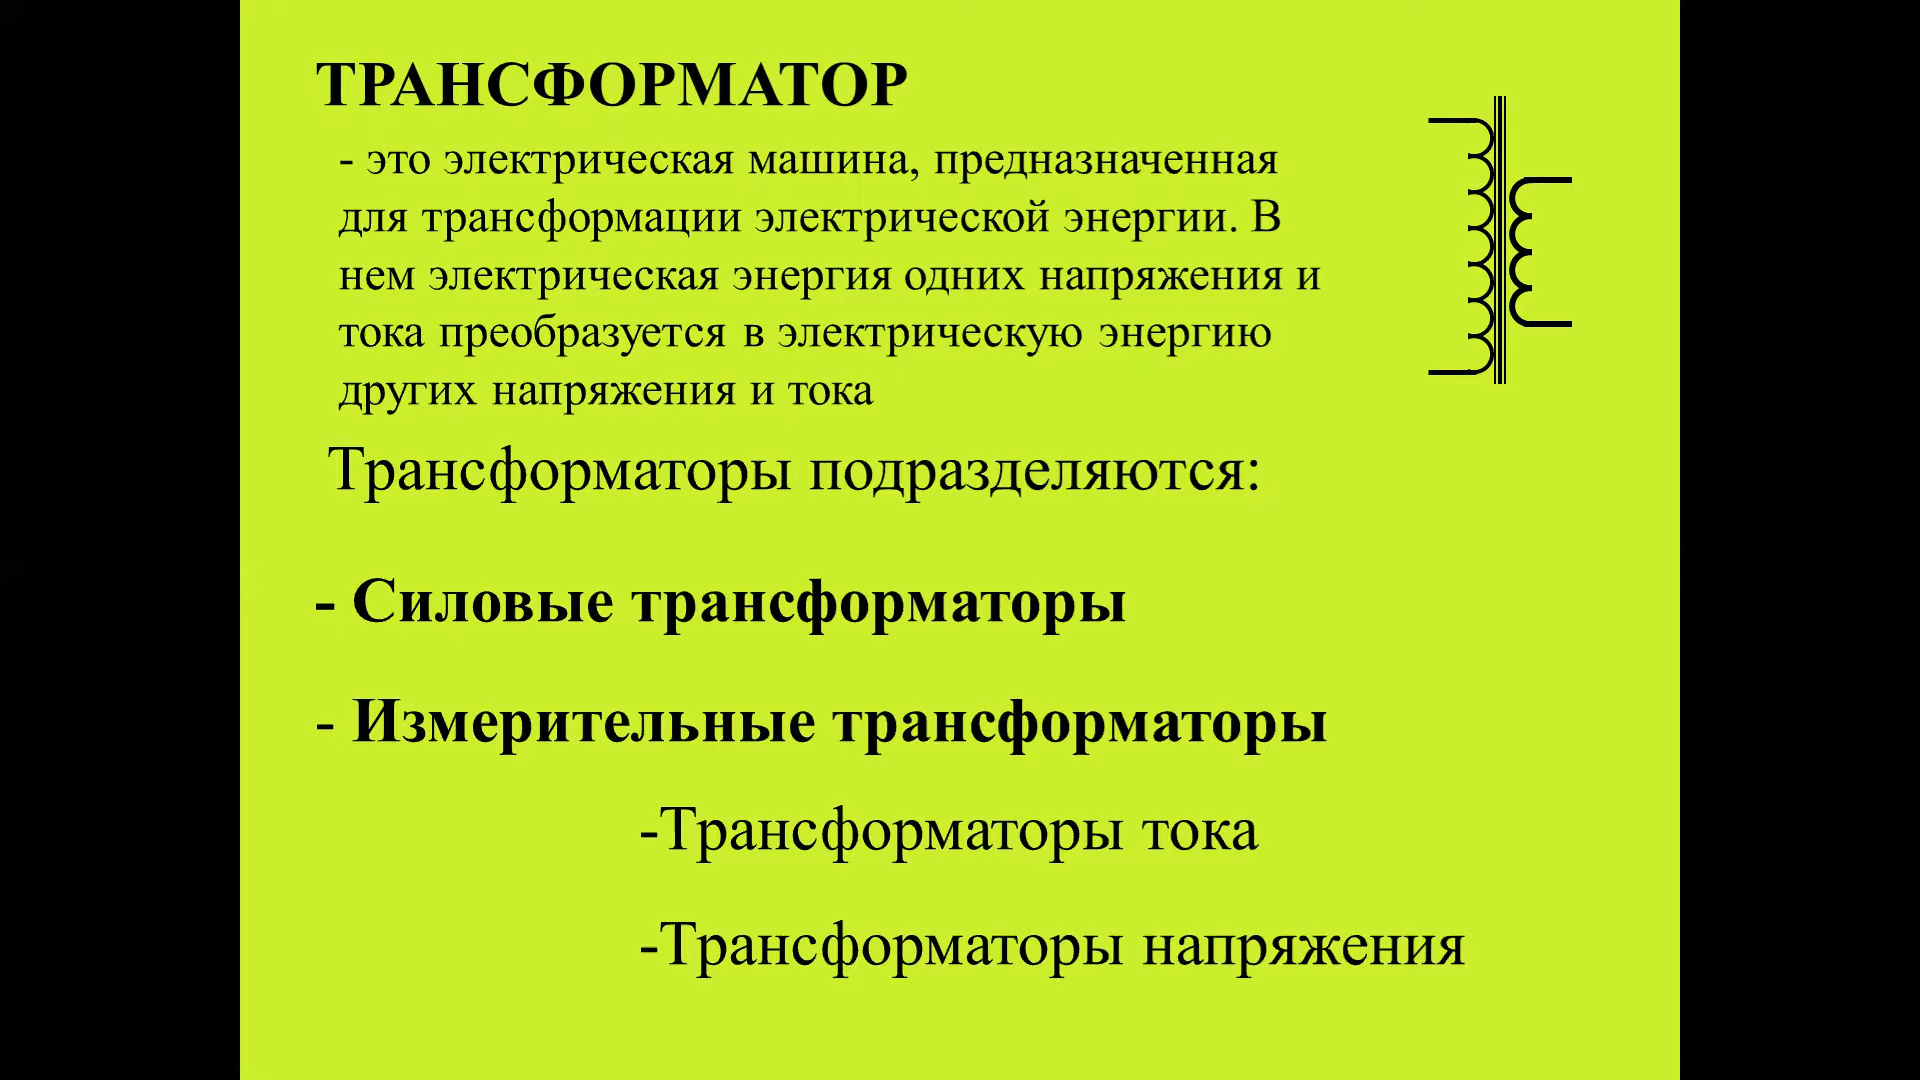 ТРАНСФОРМАТОР
- это электрическая машина, предназначенная
для трансформации электрической энергии. В
нем электрическая энергия одних напряжения и
тока преобразуется в электрическую энергию
других напряжения и тока
Трансформаторы подразделяются:
- Силовые трансформаторы
- Измерительные трансформаторы
-Трансформаторы тока
-Трансформаторы напряжения